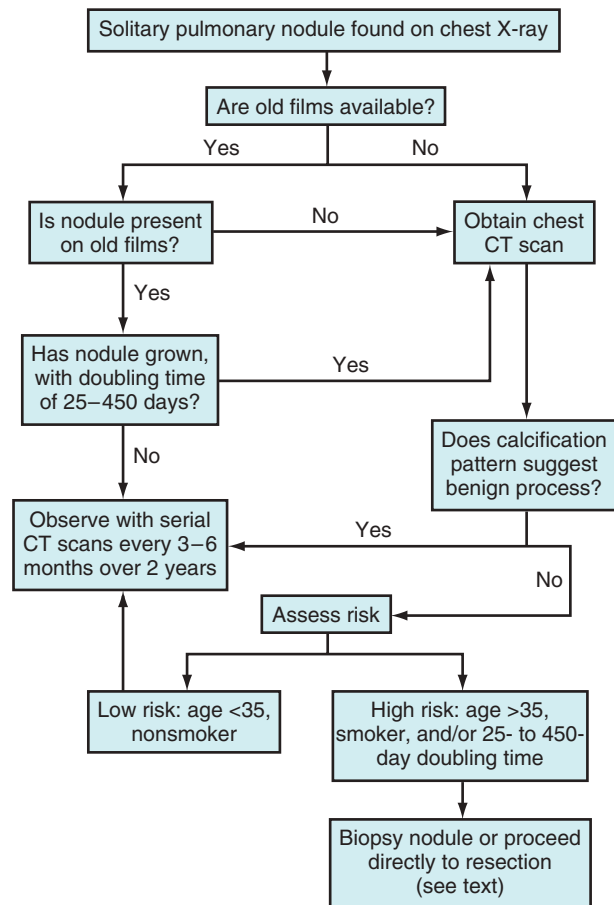 Solitary pulmonary nodule found on chest X-ray
Are old films available?
Yes
No
Is nodule present
on old films?
No
Obtain chest
CT scan
Yes
Has nodule grown,
with doubling time
of 25–450 days?
Yes
No
Does calcification
pattern suggest
benign process?
Observe with serial
CT scans every 3–6
months over 2 years
Yes
No
Assess risk
Low risk: age <35,
nonsmoker
High risk: age >35,
smoker, and/or 25- to 450-
day doubling time
Biopsy nodule or proceed
directly to resection
(see text)